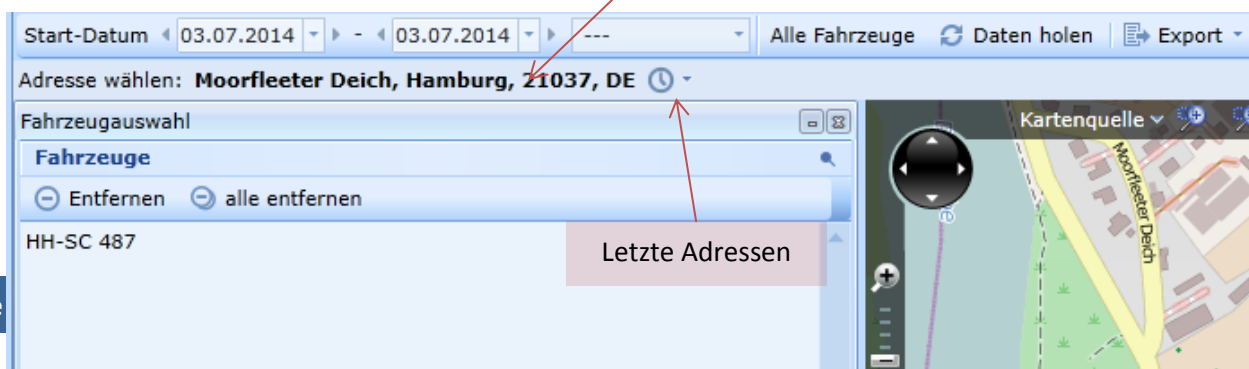 Start-Datum 03.07.2014 - 03.07.2014 --- Alle Fahrzeuge Daten holen Export
Adresse wählen: Moorfleeter Deich, Hamburg, 21037, DE
Fahrzeugauswahl
Kartenquelle
Fahrzeuge
Entfernen alle entfernen
HH-SC 487
Letzte Adressen
Moorfleeter Deich